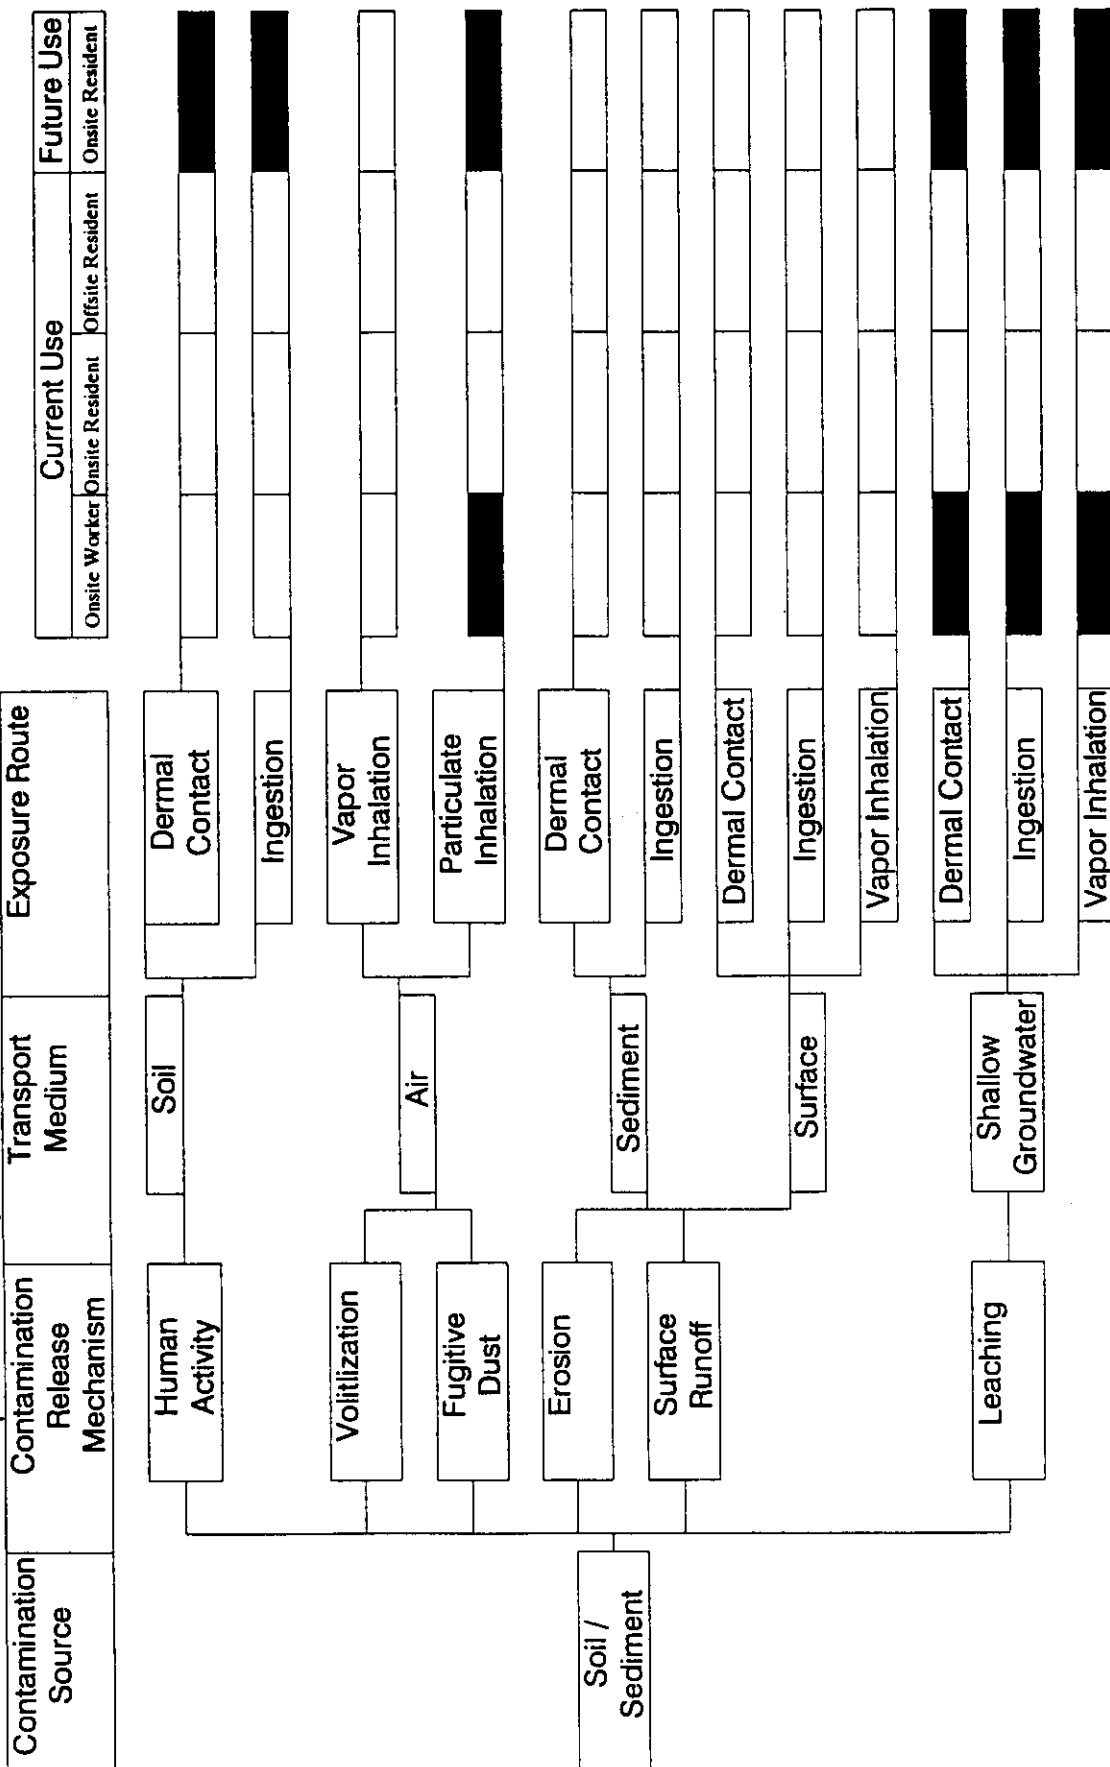 Contamination
Source
Contamination
Release
Mechanism
Transport
Medium
Exposure Route
Current Use
Future Use
Onsite Worker
Onsite Resident
Offsite Resident
Onsite Resident
Soil /
Sediment
Human
Activity
Volitlization
Fugitive
Dust
Erosion
Surface
Runoff
Leaching
Soil
Air
Sediment
Surface
Shallow
Groundwater
Dermal
Contact
Ingestion
Vapor
Inhalation
Particulate
Inhalation
Dermal
Contact
Ingestion
Dermal Contact
Ingestion
Vapor Inhalation
Dermal Contact
Ingestion
Vapor Inhalation